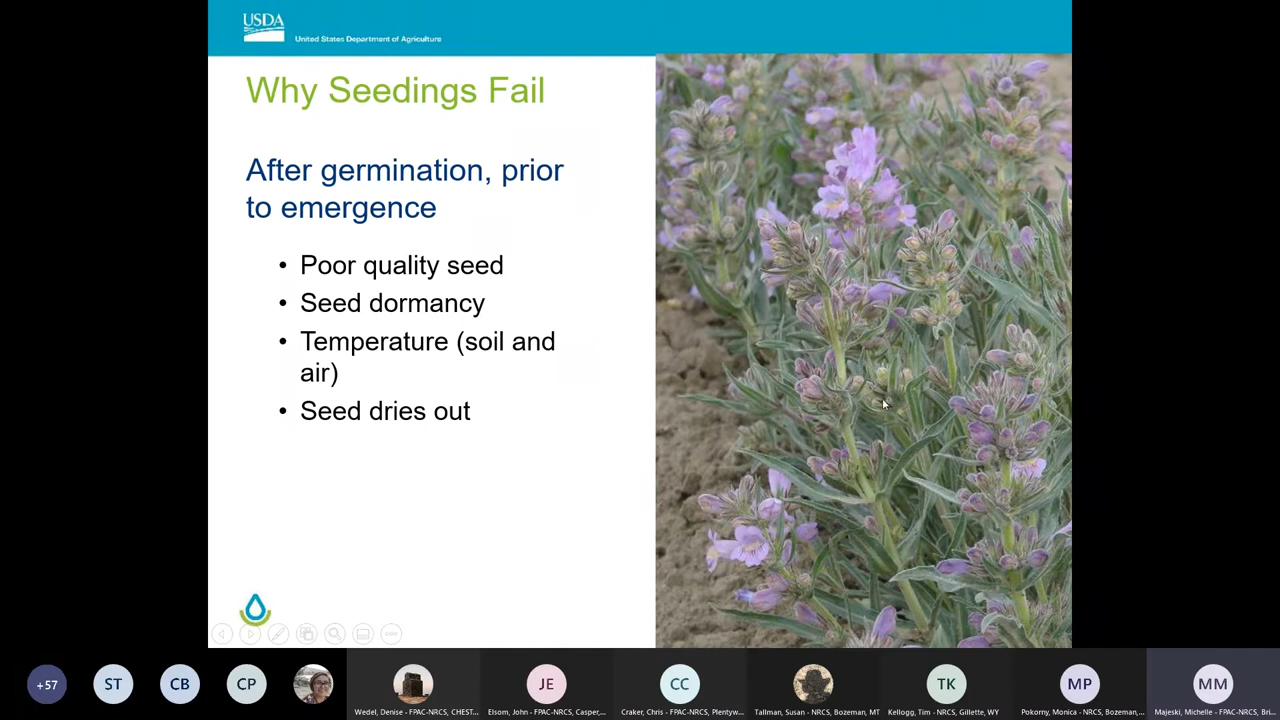 USDA
United States Department of Agriculture
Why Seedings Fail
After germination, prior
to emergence
• Poor quality seed
• Seed dormancy
• Temperature (soil and
air)
• Seed dries out
+57
ST
CB
CP
JE
CC
TK
MP
MM
Wedel, Denise - FPAC-NRCS, CHEST...
Elsom, John - FPAC-NRCS, Casper,...
Craker, Chris - FPAC-NRCS, Plentyw...
Tallman, Susan - NRCS, Bozeman, MT
Kellogg, Tim - NRCS, Gillette, WY
Pokorny, Monica - NRCS, Bozeman,...
Majeski, Michelle - FPAC-NRCS, Bri...